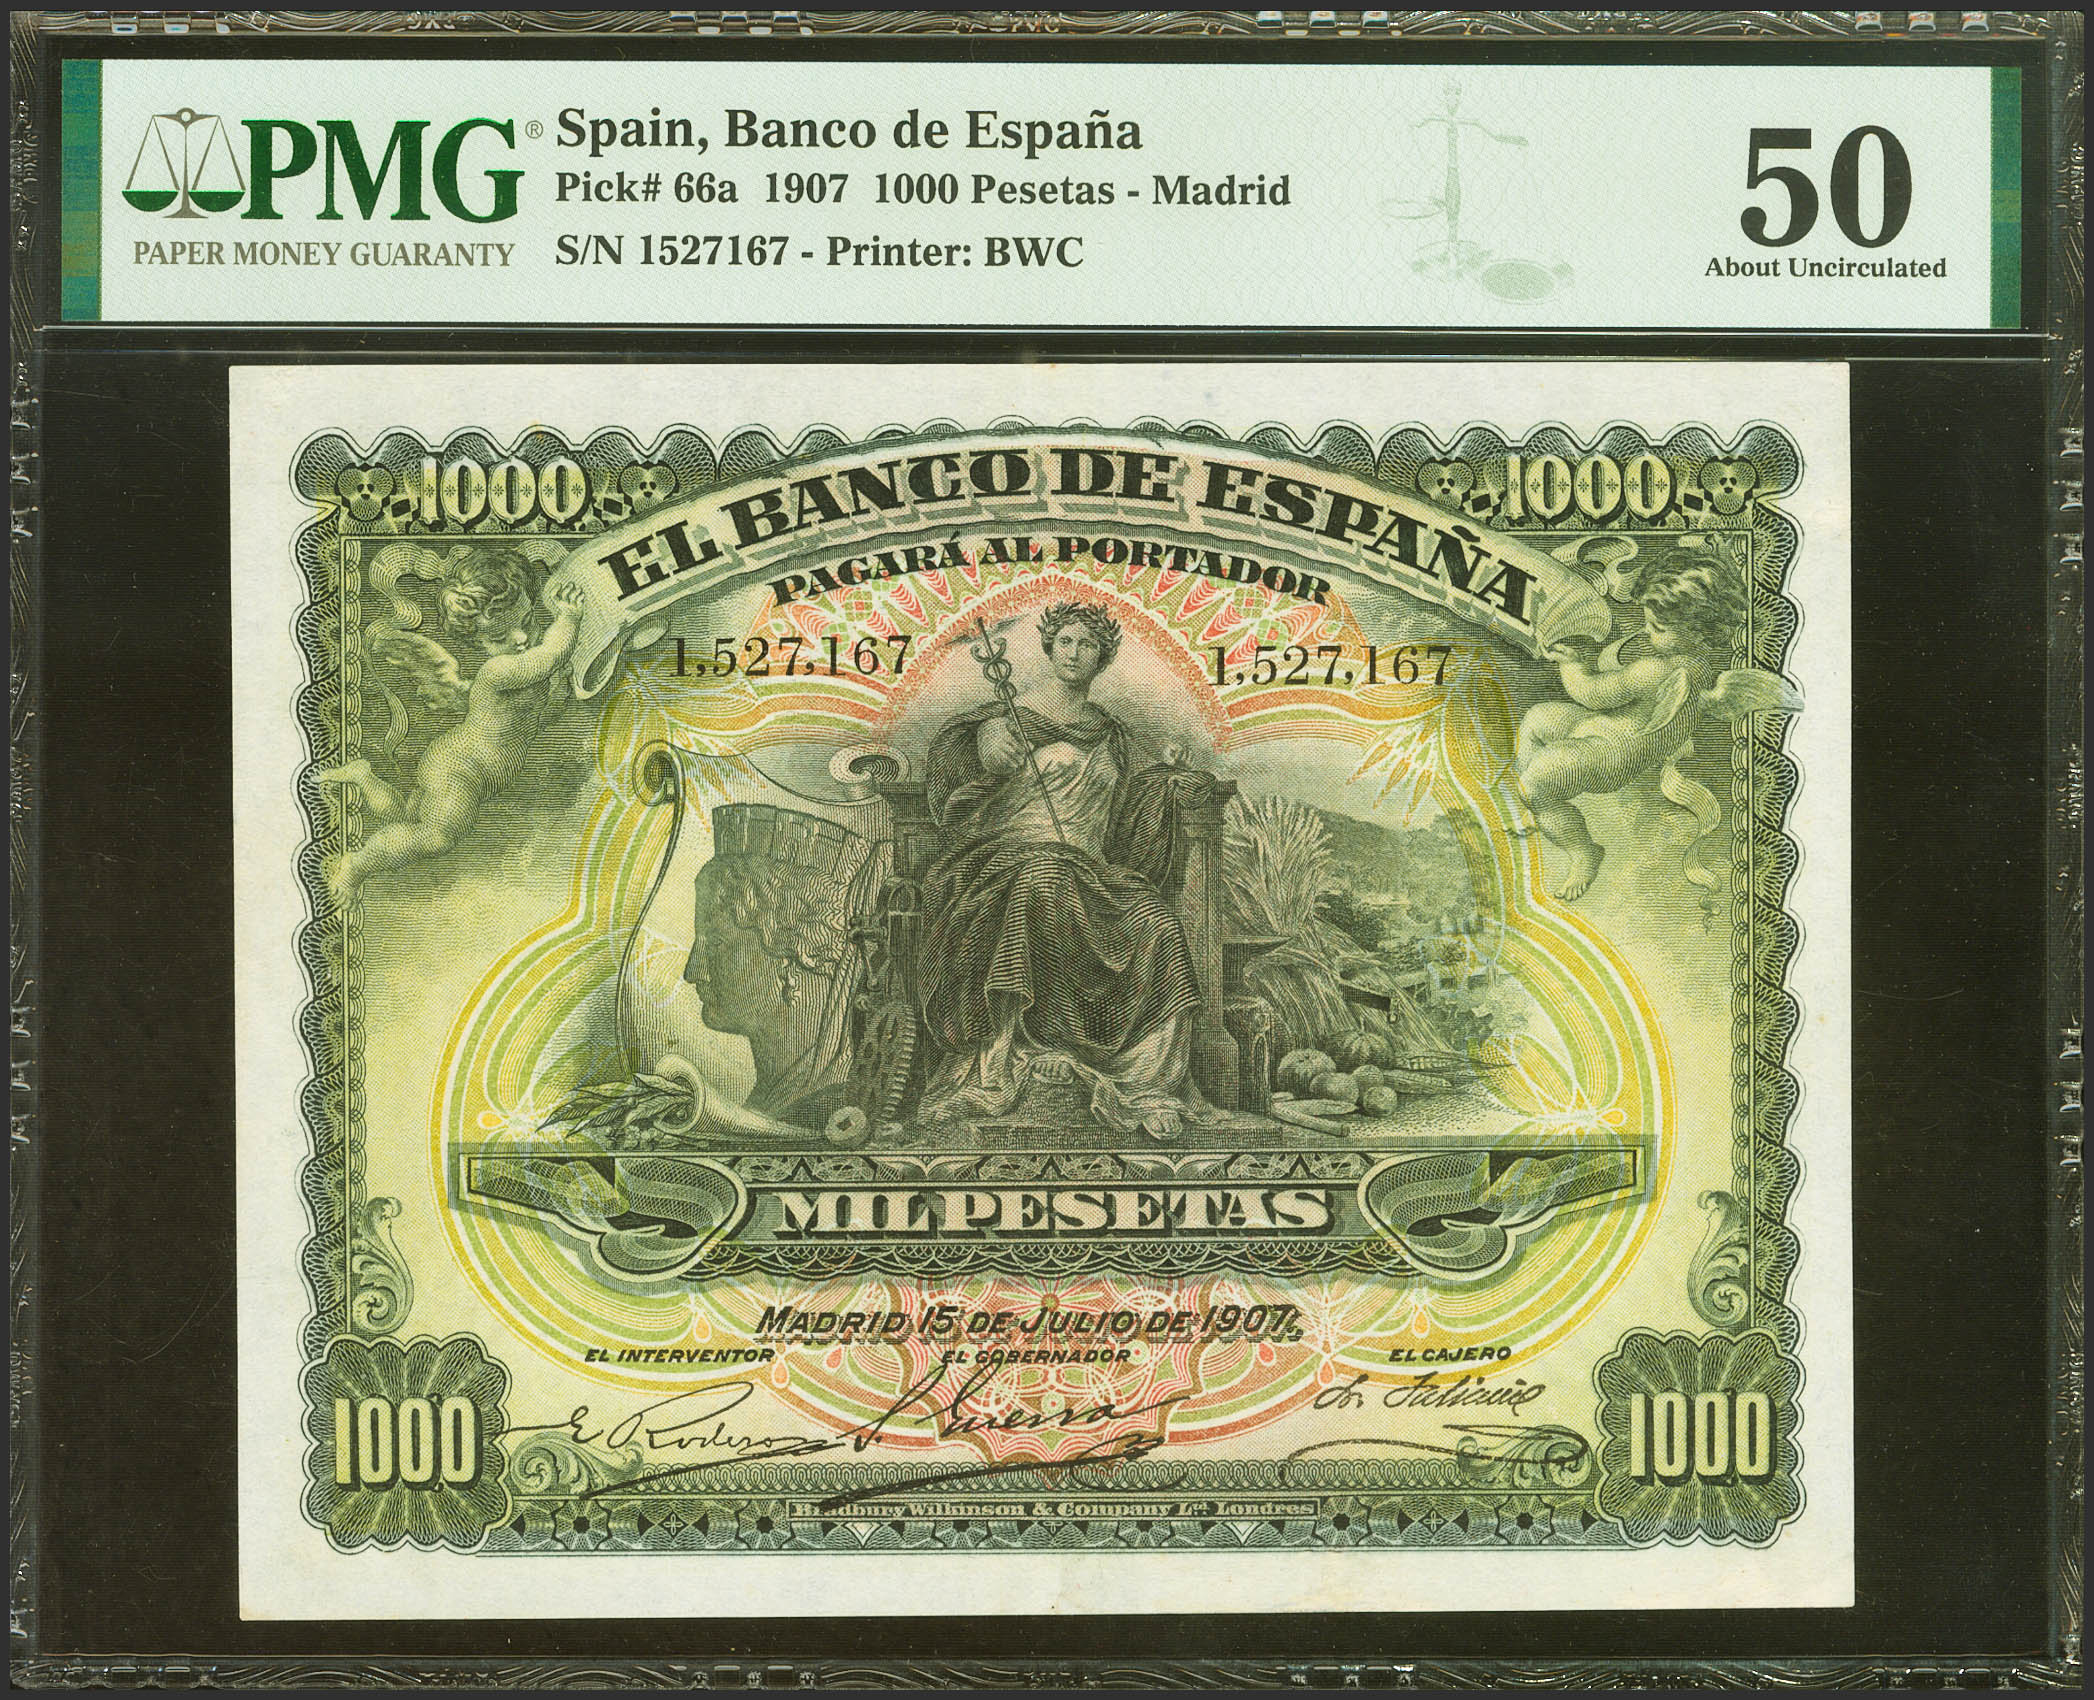 PMG®
PAPER MONEY GUARANTY
Spain, Banco de España
Pick# 66a 1907 1000 Pesetas - Madrid
S/N 1527167 - Printer: BWC
50
About Uncirculated
1000
1000
EL BANCO DE ESPAÑA
PAGARÁ AL PORTADOR
1,527,167
1,527,167
MIL PESETAS
MADRID 15 DE JULIO DE 1907.
EL INTERVENTOR
EL GOBERNADOR
EL CAJERO
1000
1000
Bradbury Wilkinson & Company Ld. Londres